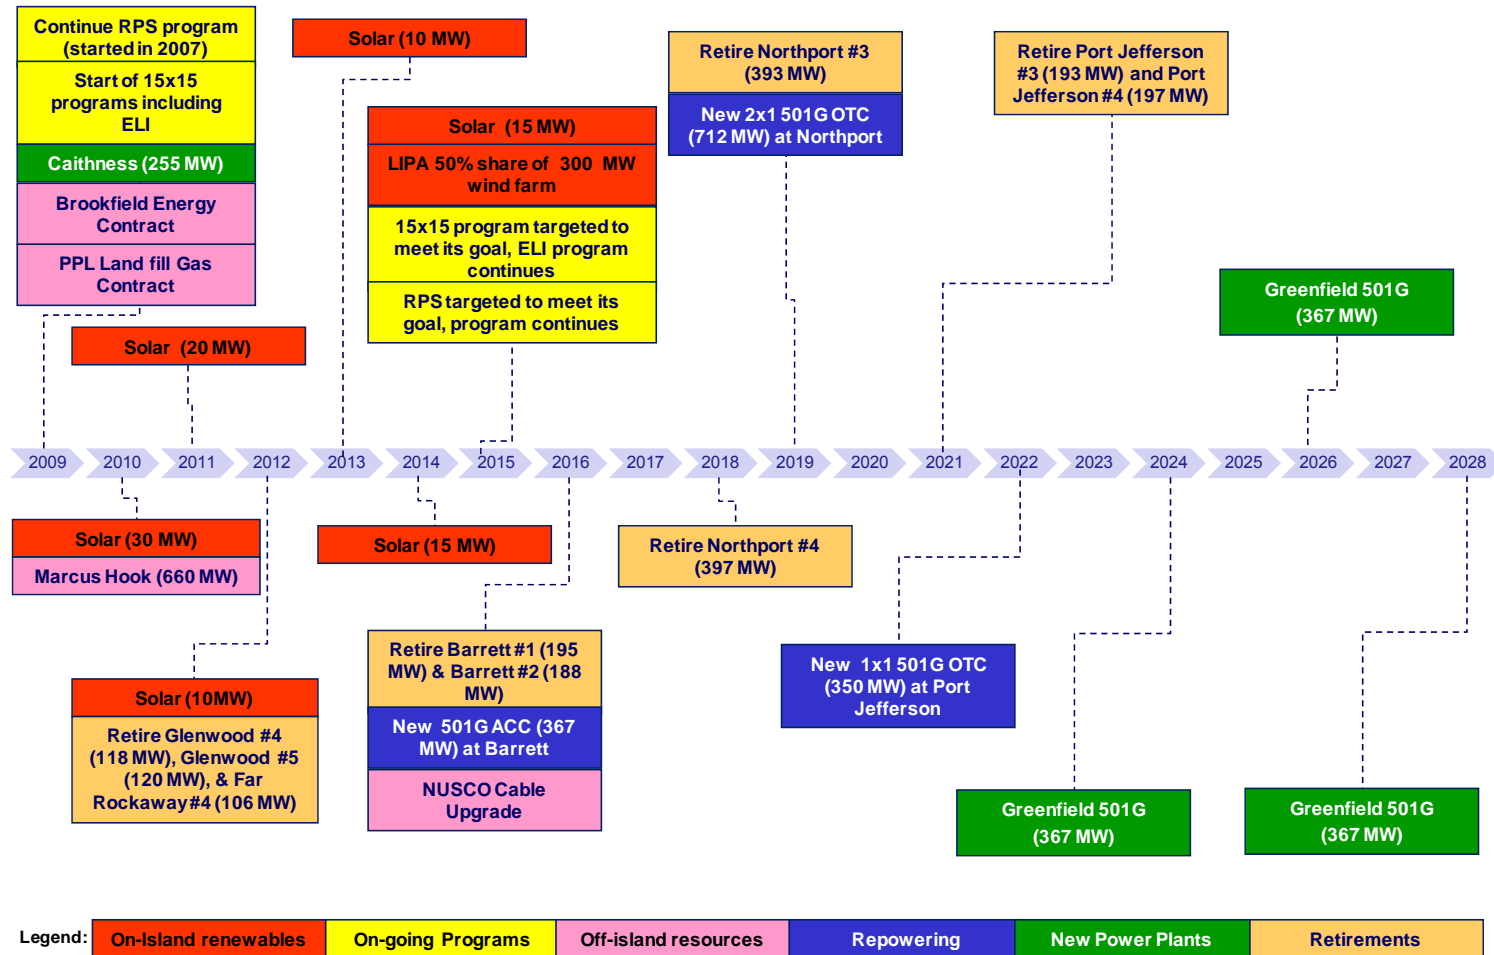 Continue RPS program
(started in 2007)
Start of 15x15
programs including
ELI
Caithness (255 MW)
Brookfield Energy
Contract
PPL Land fill Gas
Contract
Solar (20 MW)
Solar (10 MW)
Solar (15 MW)
LIPA 50% share of 300 MW
wind farm
15x15 program targeted to
meet its goal, ELI program
continues
RPS targeted to meet its
goal, program continues
Retire Northport #3
(393 MW)
New 2x1 501G OTC
(712 MW) at Northport
Retire Port Jefferson
#3 (193 MW) and Port
Jefferson #4 (197 MW)
Greenfield 501G
(367 MW)
2009 2010 2011 2012 2013 2014 2015 2016 2017 2018 2019 2020 2021 2022 2023 2024 2025 2026 2027 2028
Solar (30 MW)
Marcus Hook (660 MW)
Solar (10MW)
Retire Glenwood #4
(118 MW), Glenwood #5
(120 MW), & Far
Rockaway #4 (106 MW)
Solar (15 MW)
Retire Barrett #1 (195
MW) & Barrett #2 (188
MW)
New 501G ACC (367
MW) at Barrett
NUSCO Cable
Upgrade
Retire Northport #4
(397 MW)
New 1x1 501G OTC
(350 MW) at Port
Jefferson
Greenfield 501G
(367 MW)
Greenfield 501G
(367 MW)
Legend: On-Island renewables On-going Programs Off-island resources Repowering New Power Plants Retirements